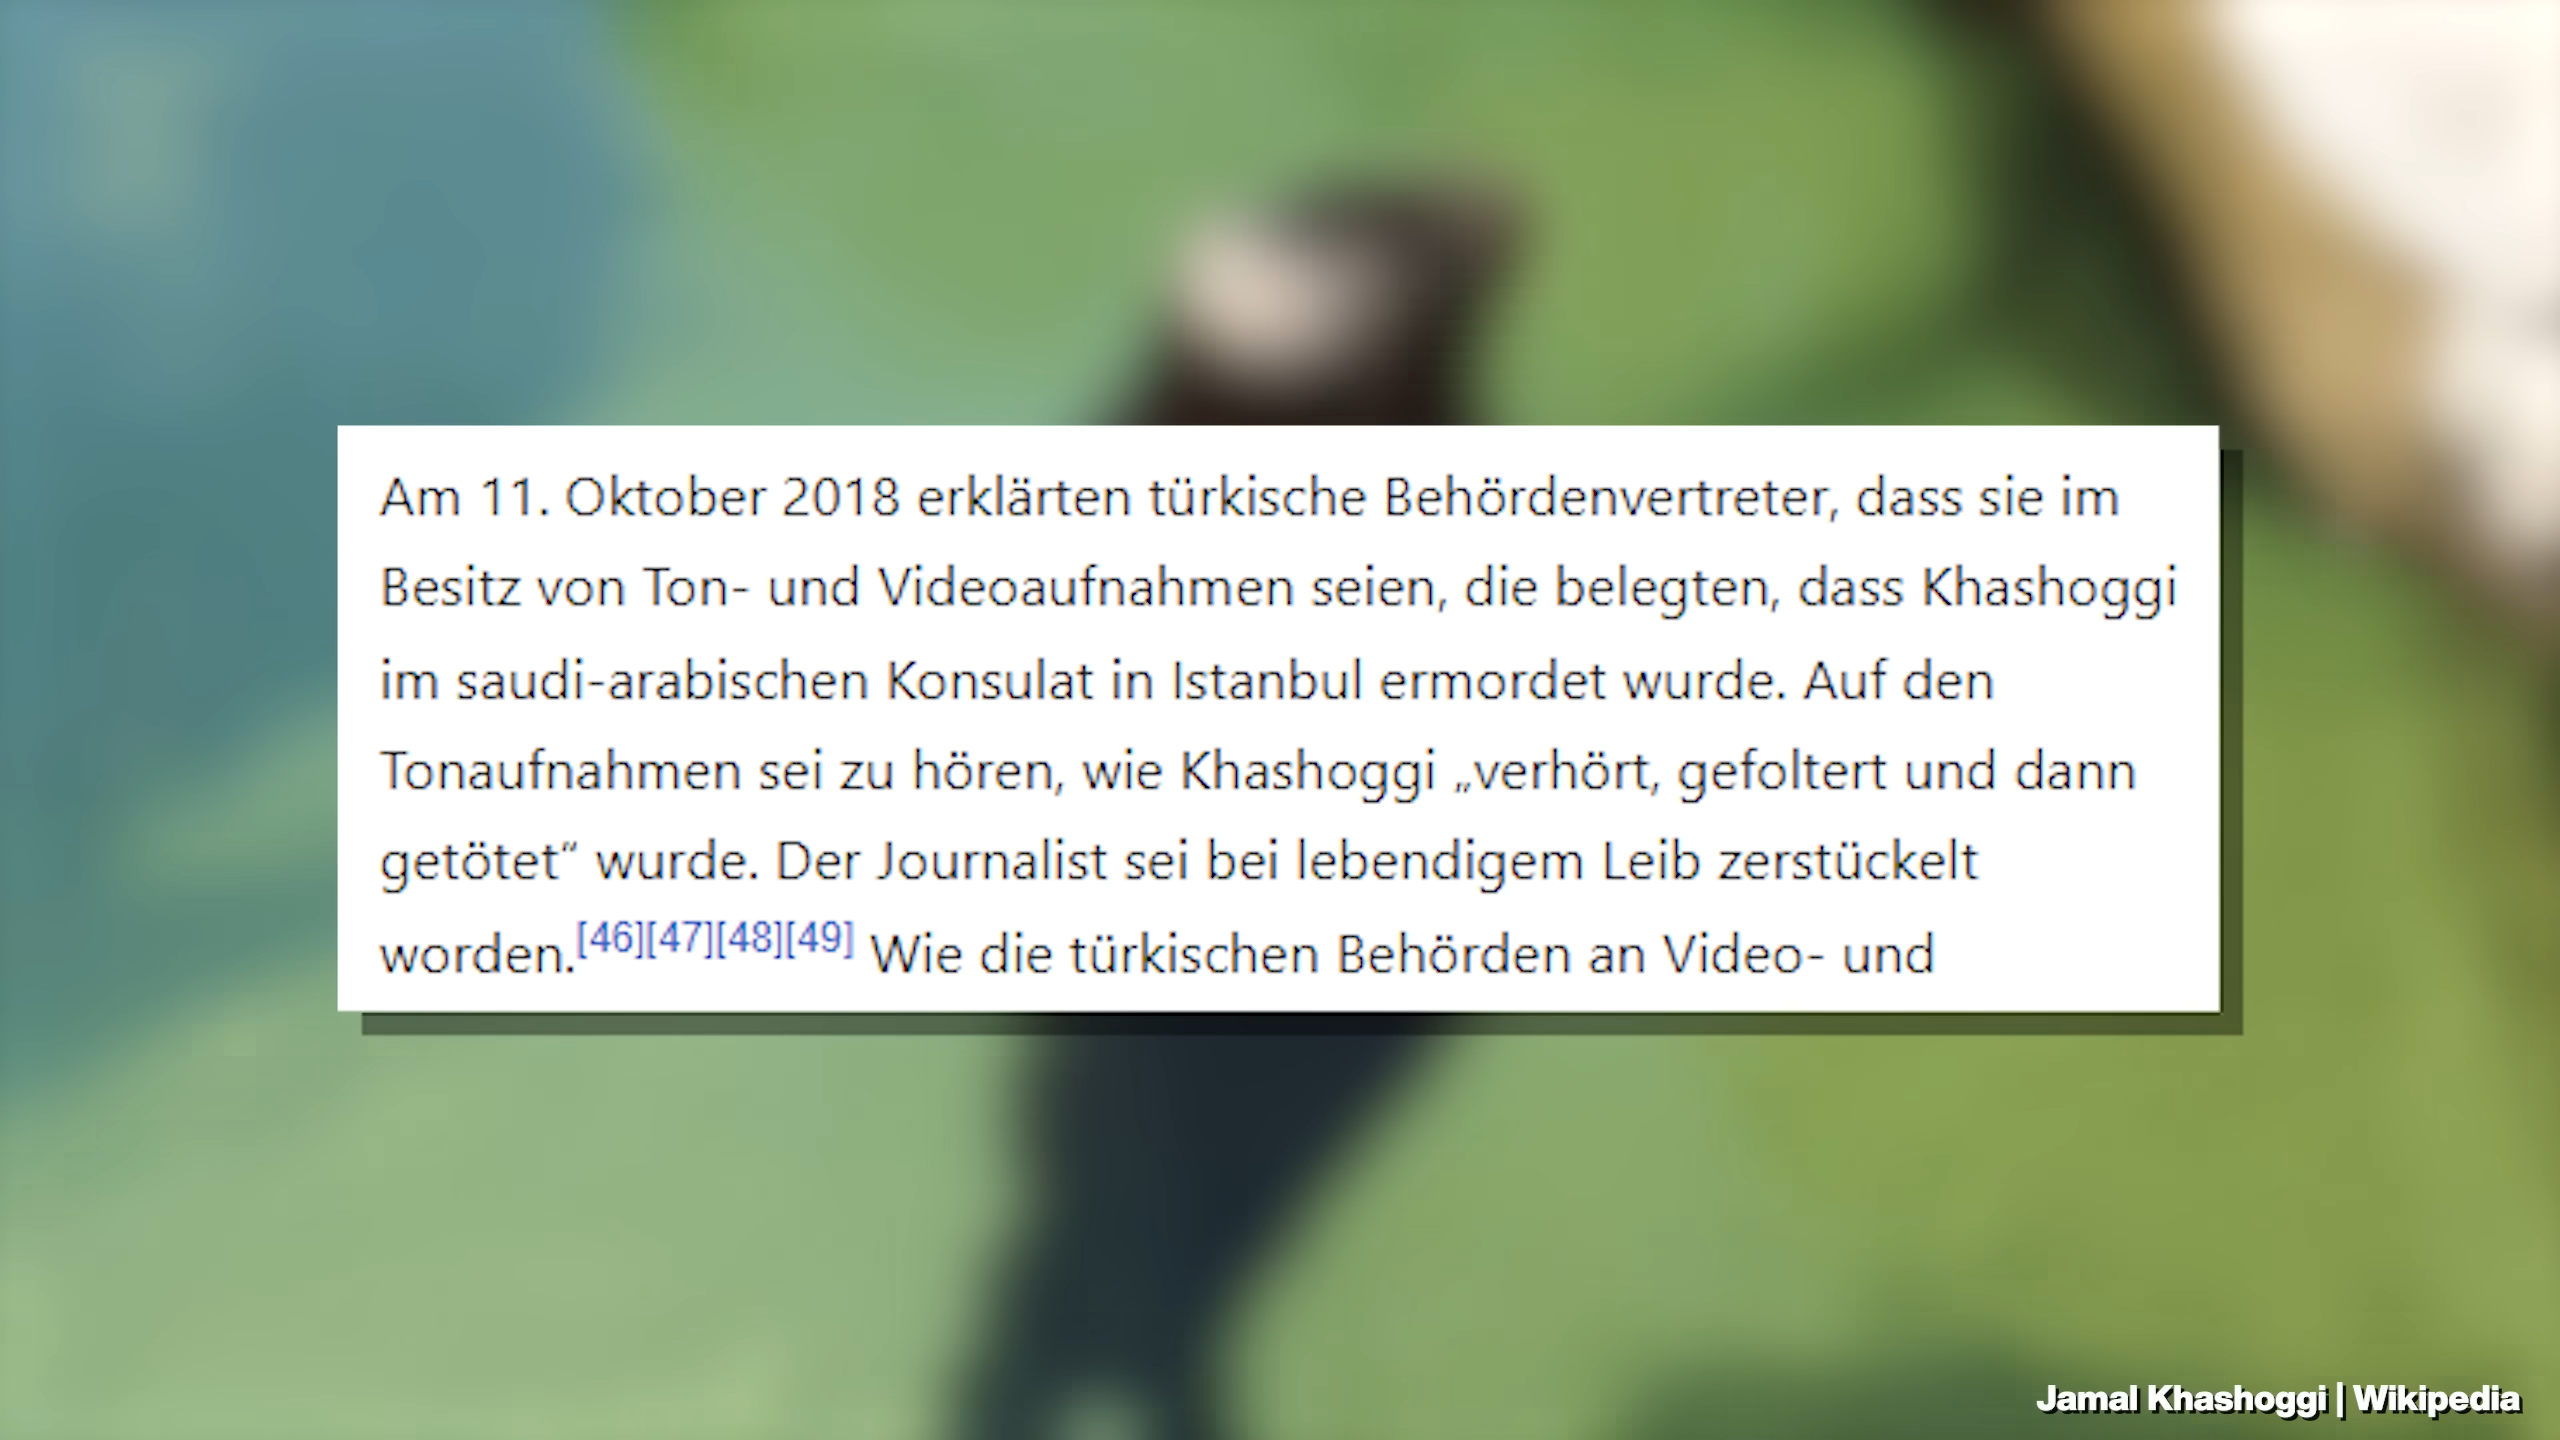 Am 11. Oktober 2018 erklärten türkische Behördenvertreter, dass sie im
Besitz von Ton- und Videoaufnahmen seien, die belegten, dass Khashoggi
im saudi-arabischen Konsulat in Istanbul ermordet wurde. Auf den
Tonaufnahmen sei zu hören, wie Khashoggi „verhört, gefoltert und dann
getötet“ wurde. Der Journalist sei bei lebendigem Leib zerstückelt
worden.[46][47][48][49] Wie die türkischen Behörden an Video- und
Jamal Khashoggi | Wikipedia